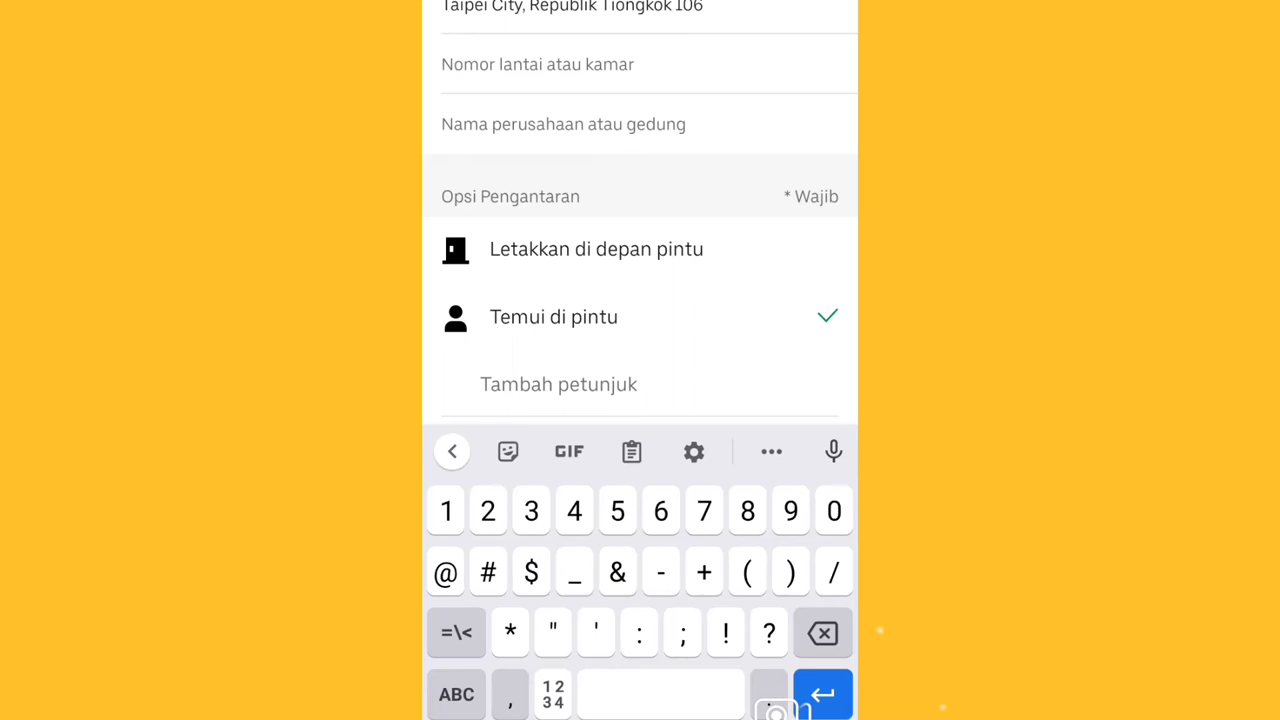 Taipei City, Republik Tiongkok 106
Nomor lantai atau kamar
Nama perusahaan atau gedung
Opsi Pengantaran * Wajib
Letakkan di depan pintu
Temui di pintu
Tambah petunjuk
GIF
1 2 3 4 5 6 7 8 9 0
@ # $ _ & - + ( ) /
=\< * " ' : ; ! ?
ABC , 12 34 .